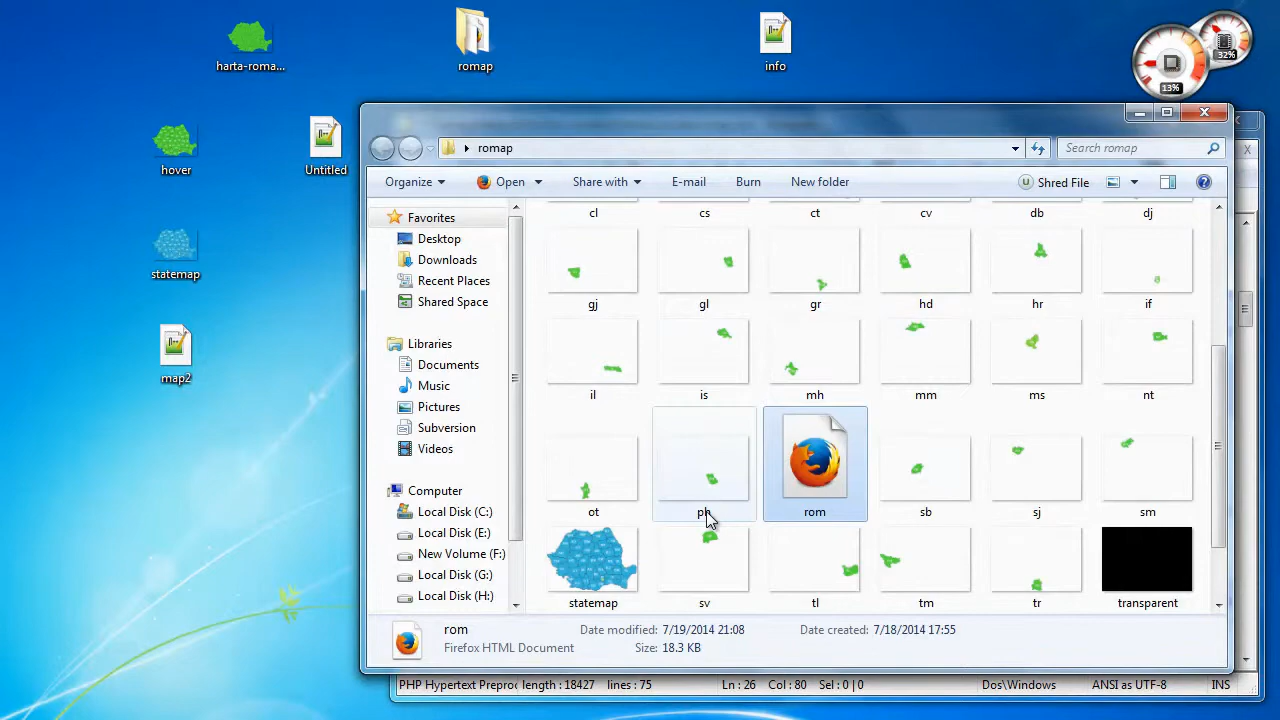 harta-roma...
romap
info
32%
13%
hover
Untitled
statemap
map2
romap
Search romap
Organize
Open
Share with
E-mail
Burn
New folder
Shred File
Favorites
Desktop
Downloads
Recent Places
Shared Space
Libraries
Documents
Music
Pictures
Subversion
Videos
Computer
Local Disk (C:)
Local Disk (E:)
New Volume (F:)
Local Disk (G:)
Local Disk (H:)
cl cs ct cv db dj
gj gl gr hd hr if
il is mh mm ms nt
ot ph rom sb sj sm
statemap sv tl tm tr transparent
rom Date modified: 7/19/2014 21:08 Date created: 7/18/2014 17:55
Firefox HTML Document Size: 18.3 KB
PHP Hypertext Preproc length : 18427 lines : 75 Ln : 26 Col : 80 Sel : 0 | 0 Dos\Windows ANSI as UTF-8 INS